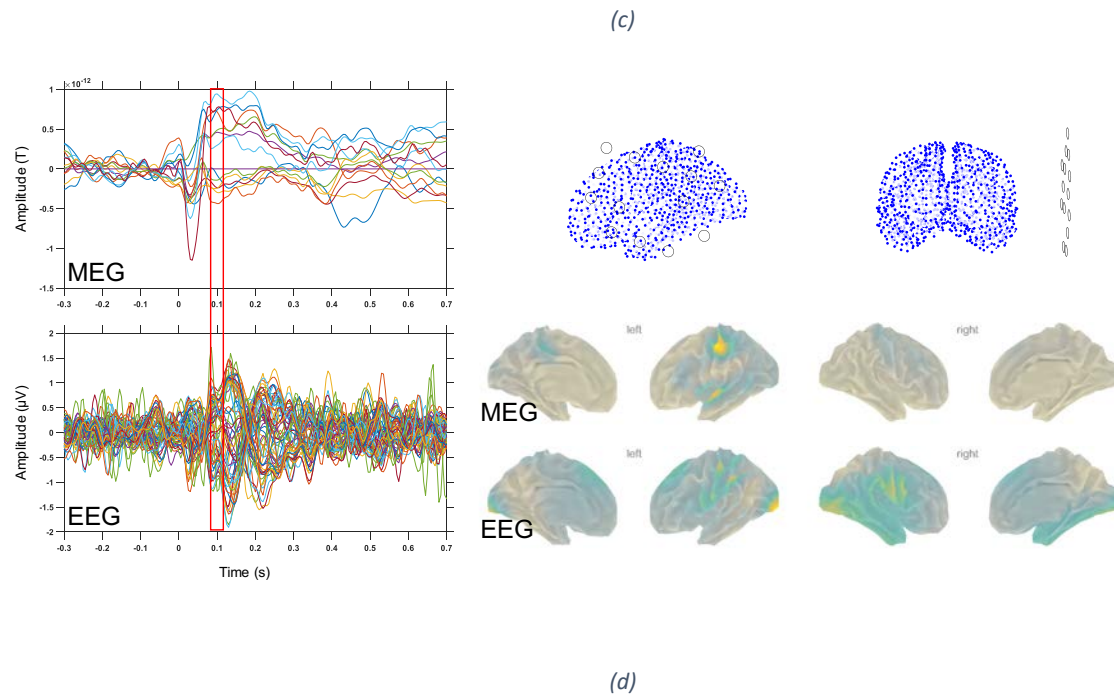 (c)
×10⁻¹²
1
0.5
0
-0.5
-1
-1.5
Amplitude (T)
MEG
-0.3 -0.2 -0.1 0 0.1 0.2 0.3 0.4 0.5 0.6 0.7
2
1.5
1
0.5
0
-0.5
-1
-1.5
-2
Amplitude (µV)
EEG
-0.3 -0.2 -0.1 0 0.1 0.2 0.3 0.4 0.5 0.6 0.7
Time (s)
left right
MEG
left right
EEG
(d)